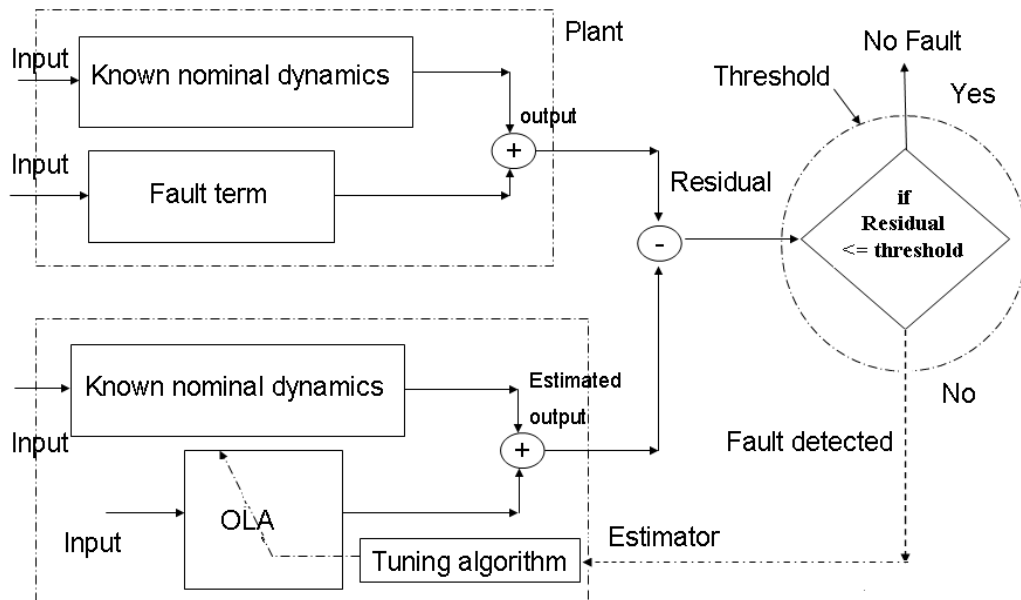 Plant
Input
Known nominal dynamics
output
Input
Fault term
+
Residual
-
No Fault
Threshold
Yes
if
Residual
<= threshold
No
Fault detected
Known nominal dynamics
Input
Estimated
output
+
OLA
Input
Tuning algorithm
Estimator